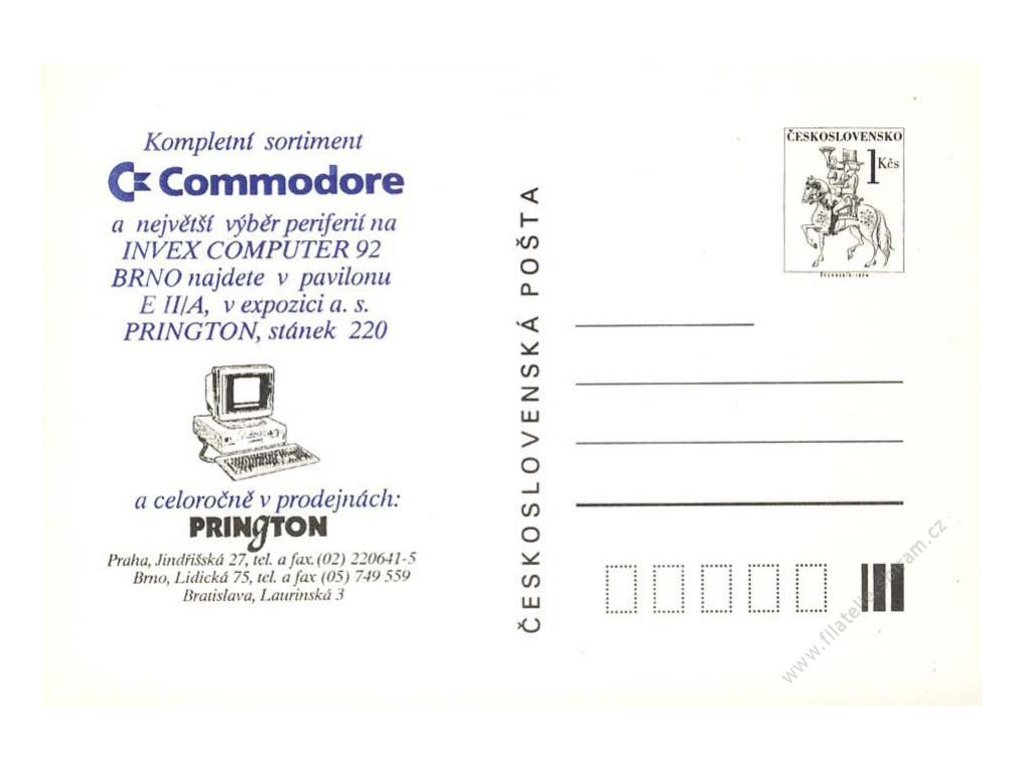 Kompletní sortiment
Commodore
a největší výběr periferií na
INVEX COMPUTER 92
BRNO najdete v pavilonu
E II/A, v expozici a. s.
PRINGTON, stánek 220
a celoročně v prodejnách:
PRINGTON
Praha, Jindřišská 27, tel. a fax. (02) 220641-5
Brno, Lidická 75, tel. a fax (05) 749 559
Bratislava, Laurinská 3
ČESKOSLOVENSKÁ POŠTA
ČESKOSLOVENSKO
1 Kčs